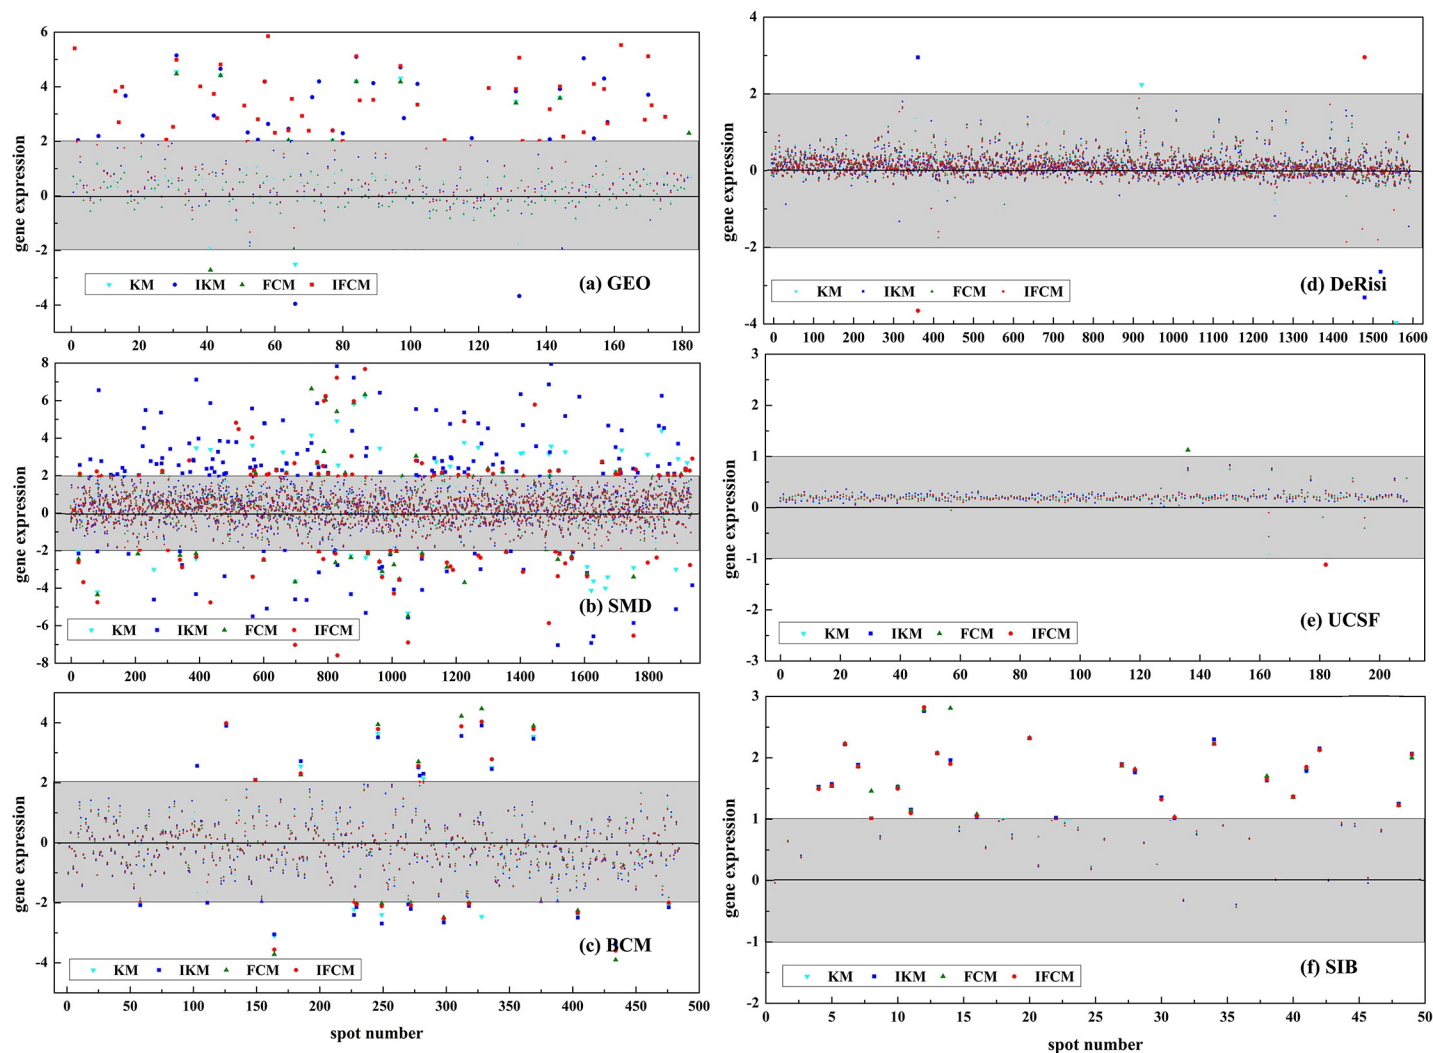 6
4
2
0
-2
-4
gene expression
KM IKM FCM IFCM
(a) GEO
0 20 40 60 80 100 120 140 160 180
4
2
0
-2
-4
gene expression
KM IKM FCM IFCM
(d) DeRisi
0 100 200 300 400 500 600 700 800 900 1000 1100 1200 1300 1400 1500 1600
8
6
4
2
0
-2
-4
-6
-8
gene expression
KM IKM FCM IFCM
(b) SMD
0 200 400 600 800 1000 1200 1400 1600 1800
3
2
1
0
-1
-2
-3
gene expression
KM IKM FCM IFCM
(e) UCSF
0 20 40 60 80 100 120 140 160 180 200
4
2
0
-2
-4
gene expression
KM IKM FCM IFCM
(c) BCM
0 50 100 150 200 250 300 350 400 450 500
spot number
3
2
1
0
-1
-2
gene expression
KM IKM FCM IFCM
(f) SIB
0 5 10 15 20 25 30 35 40 45 50
spot number